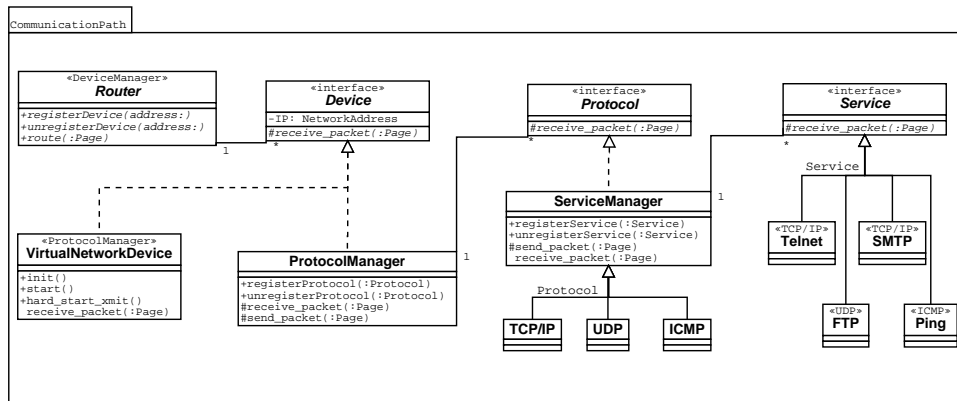 CommunicationPath
«DeviceManager»
Router
+registerDevice(address:)
+unregisterDevice(address:)
+route(:Page)
1
*
«interface»
Device
-IP: NetworkAddress
#receive_packet(:Page)
«interface»
Protocol
#receive_packet(:Page)
*
1
«interface»
Service
#receive_packet(:Page)
*
1
«ProtocolManager»
VirtualNetworkDevice
+init()
+start()
+hard_start_xmit()
receive_packet(:Page)
ProtocolManager
+registerProtocol(:Protocol)
+unregisterProtocol(:Protocol)
#receive_packet(:Page)
#send_packet(:Page)
ServiceManager
+registerService(:Service)
+unregisterService(:Service)
#send_packet(:Page)
receive_packet(:Page)
Protocol
TCP/IP
UDP
ICMP
Service
«TCP/IP»
Telnet
«TCP/IP»
SMTP
«UDP»
FTP
«ICMP»
Ping